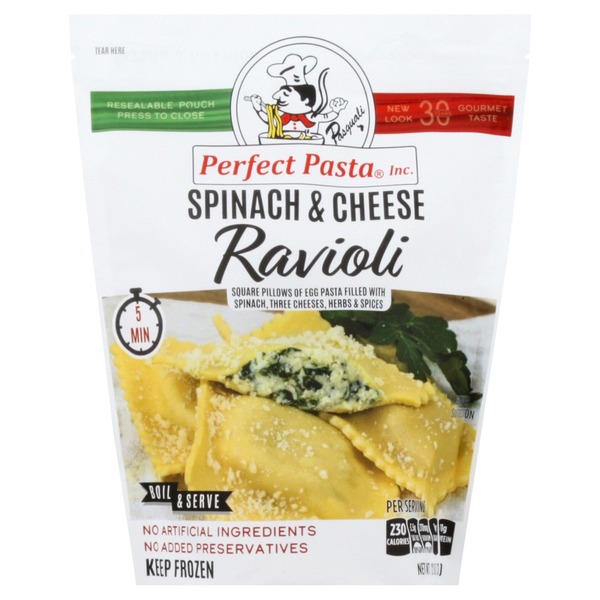 TEAR HERE
RESEALABLE POUCH
PRESS TO CLOSE
Pasquali
NEW
LOOK
30
GOURMET
TASTE
Perfect Pasta® Inc.
SPINACH & CHEESE
Ravioli
SQUARE PILLOWS OF EGG PASTA FILLED WITH
SPINACH, THREE CHEESES, HERBS & SPICES
5
MIN
BOIL & SERVE
NO ARTIFICIAL INGREDIENTS
NO ADDED PRESERVATIVES
KEEP FROZEN
PER SERVING
230
CALORIES